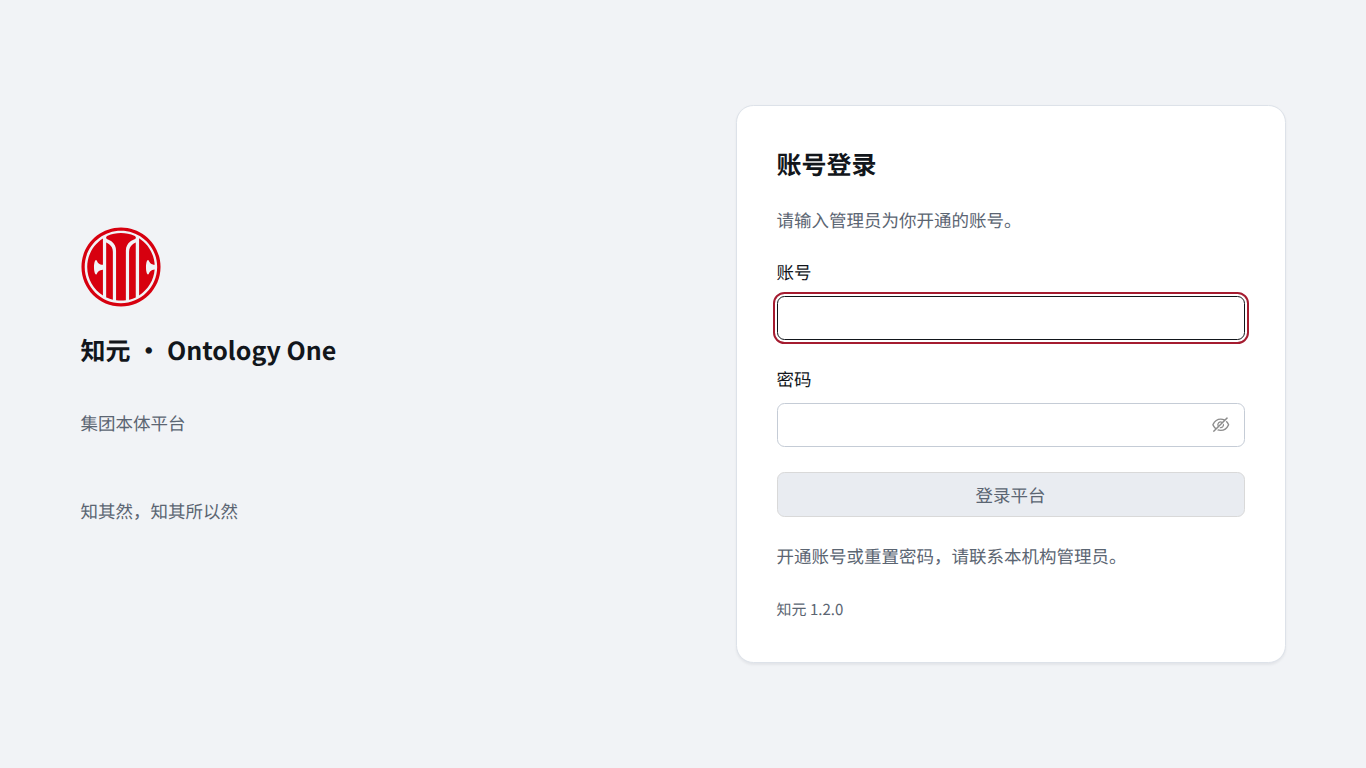 知元 · Ontology One
集团本体平台
知其然，知其所以然
账号登录
请输入管理员为你开通的账号。
账号
密码
登录平台
开通账号或重置密码，请联系本机构管理员。
知元 1.2.0